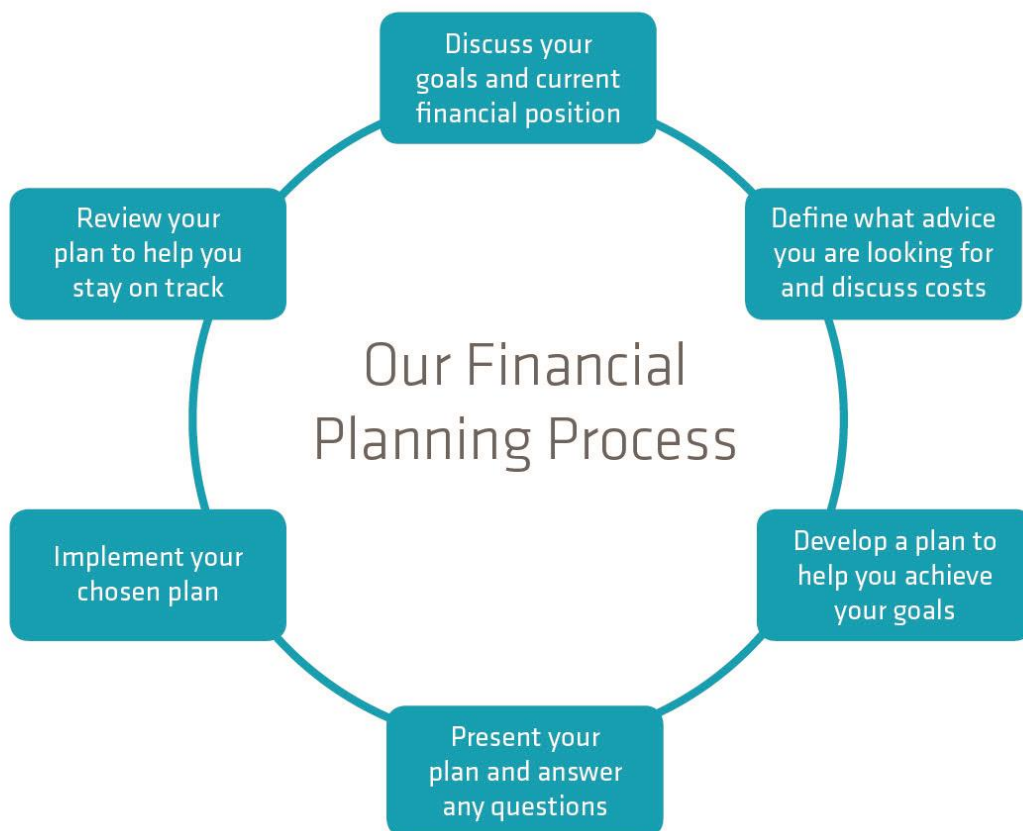 Discuss your
goals and current
financial position
Define what advice
you are looking for
and discuss costs
Develop a plan to
help you achieve
your goals
Present your
plan and answer
any questions
Implement your
chosen plan
Review your
plan to help you
stay on track
Our Financial
Planning Process